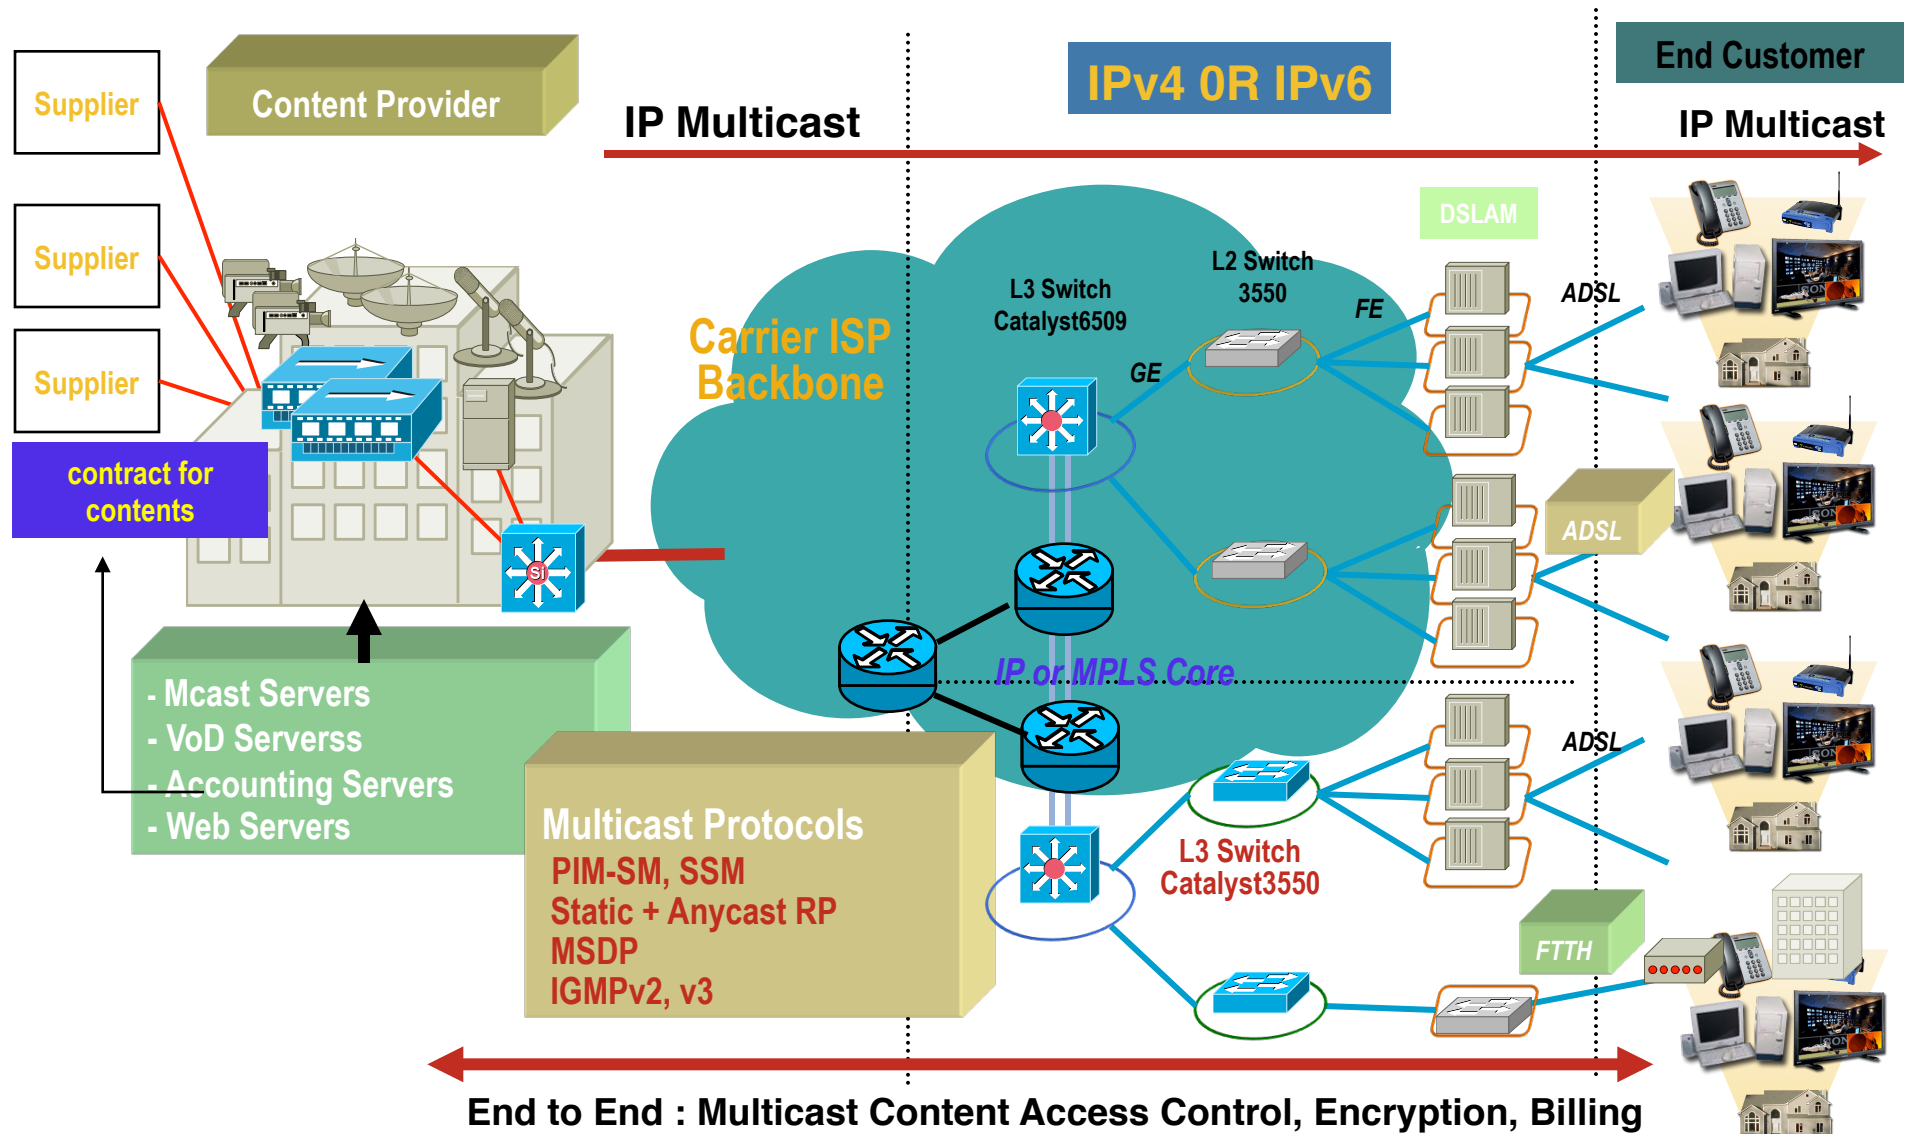 Supplier
Content Provider
IP Multicast
IPv4 0R IPv6
End Customer
IP Multicast
Supplier
Supplier
contract for
contents
DSLAM
L2 Switch
3550
L3 Switch
Catalyst6509
FE
ADSL
GE
Carrier ISP
Backbone
ADSL
Si
IP or MPLS Core
- Mcast Servers
- VoD Serverss
- Accounting Servers
- Web Servers
ADSL
Multicast Protocols
PIM-SM, SSM
Static + Anycast RP
MSDP
IGMPv2, v3
L3 Switch
Catalyst3550
FTTH
End to End : Multicast Content Access Control, Encryption, Billing